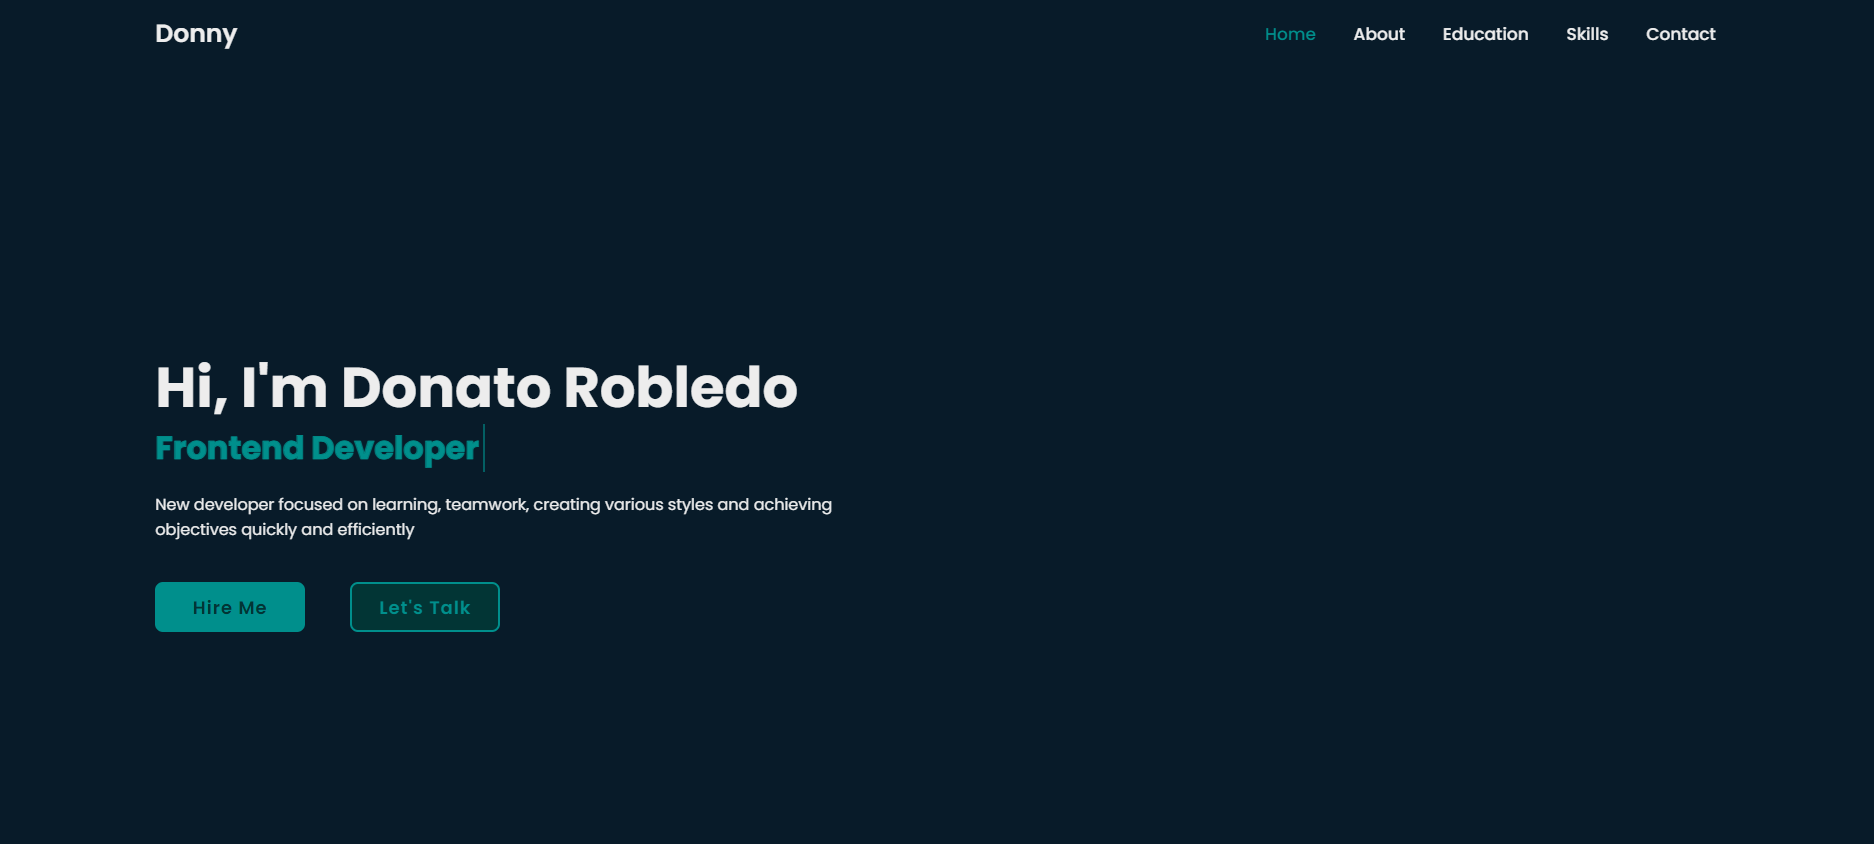 Donny
Home About Education Skills Contact
Hi, I'm Donato Robledo
Frontend Developer
New developer focused on learning, teamwork, creating various styles and achieving
objectives quickly and efficiently
Hire Me
Let's Talk